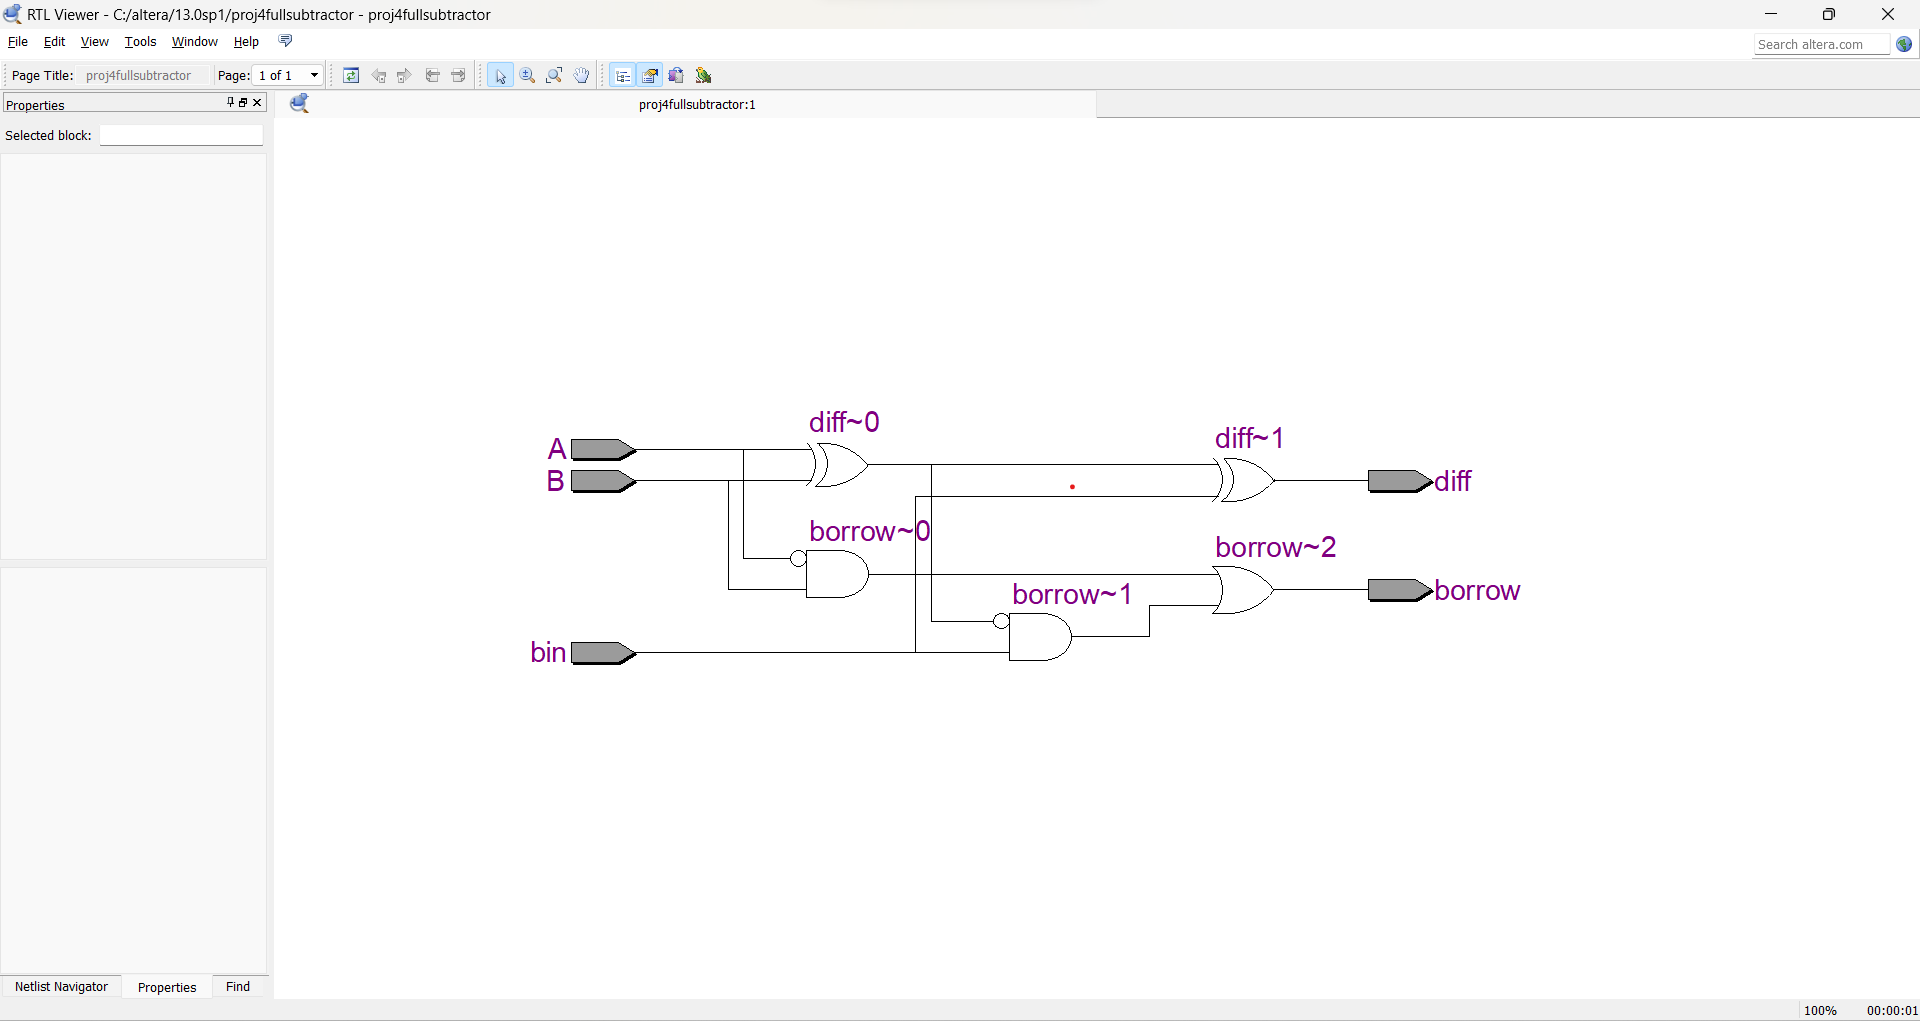 RTL Viewer - C:/altera/13.0sp1/proj4fullsubtractor - proj4fullsubtractor
File Edit View Tools Window Help
Search altera.com
Page Title: proj4fullsubtractor Page: 1 of 1
Properties
proj4fullsubtractor:1
Selected block:
diff~0
A
diff~1
B
diff
borrow~0
borrow~2
borrow~1
borrow
bin
Netlist Navigator Properties Find
100% 00:00:01